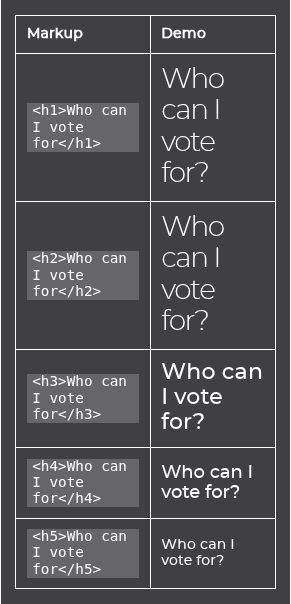 Markup Demo
<h1>Who can
I vote
for</h1>
Who
can I
vote
for?
<h2>Who can
I vote
for</h2>
Who
can I
vote
for?
<h3>Who can
I vote
for</h3>
Who can
I vote
for?
<h4>Who can
I vote
for</h4>
Who can I
vote for?
<h5>Who can
I vote
for</h5>
Who can I
vote for?